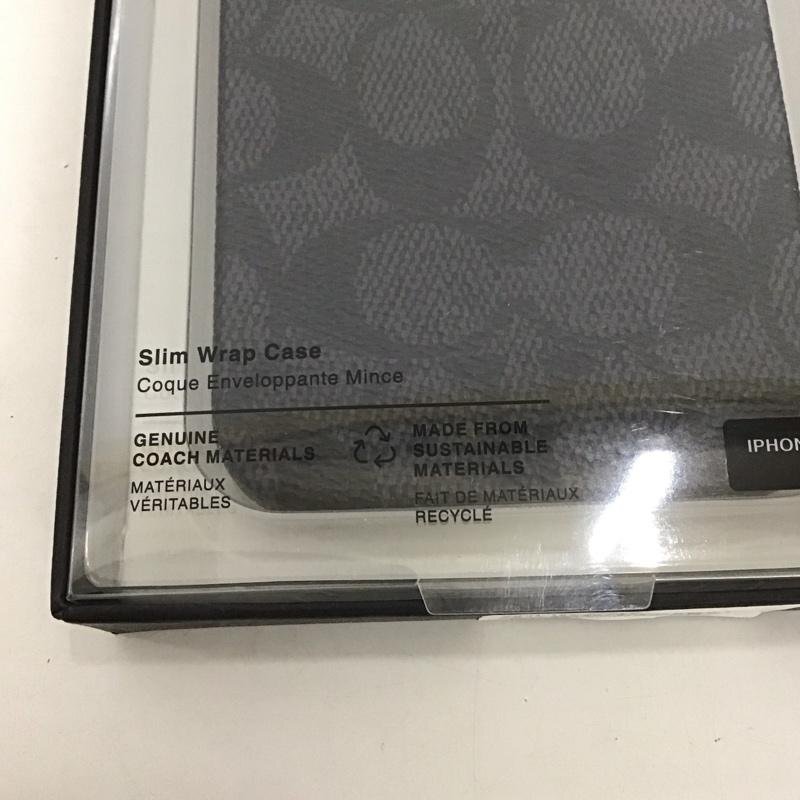 Slim Wrap Case
Coque Enveloppante Mince
GENUINE
COACH MATERIALS
MATÉRIAUX
VÉRITABLES
MADE FROM
SUSTAINABLE
MATERIALS
FAIT DE MATÉRIAUX
RECYCLÉ
IPHON